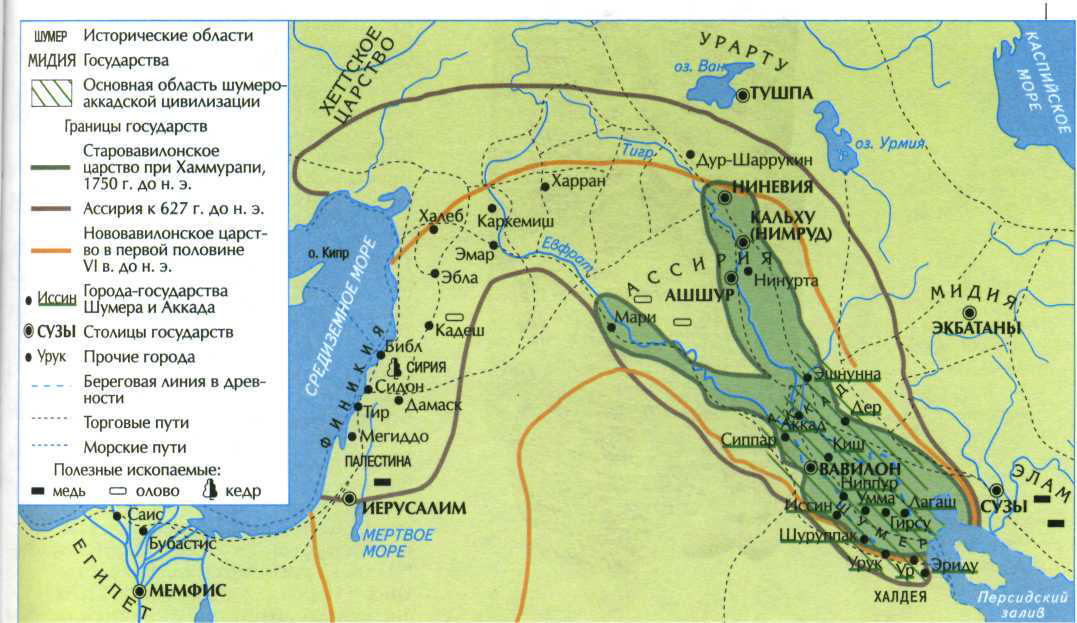 ШУМЕР Исторические области
МИДИЯ Государства
Основная область шумеро-
аккадской цивилизации
Границы государств
Старовавилонское
царство при Хаммурапи,
1750 г. до н. э.
Ассирия к 627 г. до н. э.
Нововавилонское царст-
во в первой половине
VI в. до н. э.
Иссин Города-государства
Шумера и Аккада
СУЗЫ Столицы государств
Урук Прочие города
Береговая линия в древ-
ности
Торговые пути
Морские пути
Полезные ископаемые:
медь олово кедр
ХЕТТСКОЕ
ЦАРСТВО
УРАРТУ
оз. Ван
ТУШПА
КАСПИЙСКОЕ
МОРЕ
оз. Урмия
Тигр
Дур-Шаррукин
Харран
НИНЕВИЯ
Халеб
Каркемиш
КАЛЬХУ
(НИМРУД)
о. Кипр
Эмар
Евфрат
Эбла
АССИРИЯ
Нинурта
АШШУР
МИДИЯ
ЭКБАТАНЫ
СРЕДИЗЕМНОЕ МОРЕ
Кадеш
Мари
ФИНИКИЯ
Библ
СИРИЯ
Сидон
Дамаск
Тир
Мегиддо
ПАЛЕСТИНА
ИЕРУСАЛИМ
МЕРТВОЕ
МОРЕ
Эшнунна
АККАД
Аккад
Дер
Сиппар
Киш
ВАВИЛОН
Ниппур
ЭЛАМ
СУЗЫ
Иссин
Умма
Лагаш
Гирсу
ШУМЕР
Шуруппак
Урук
Ур
Эриду
ХАЛДЕЯ
Персидский
залив
Саис
Бубастис
ЕГИПЕТ
МЕМФИС